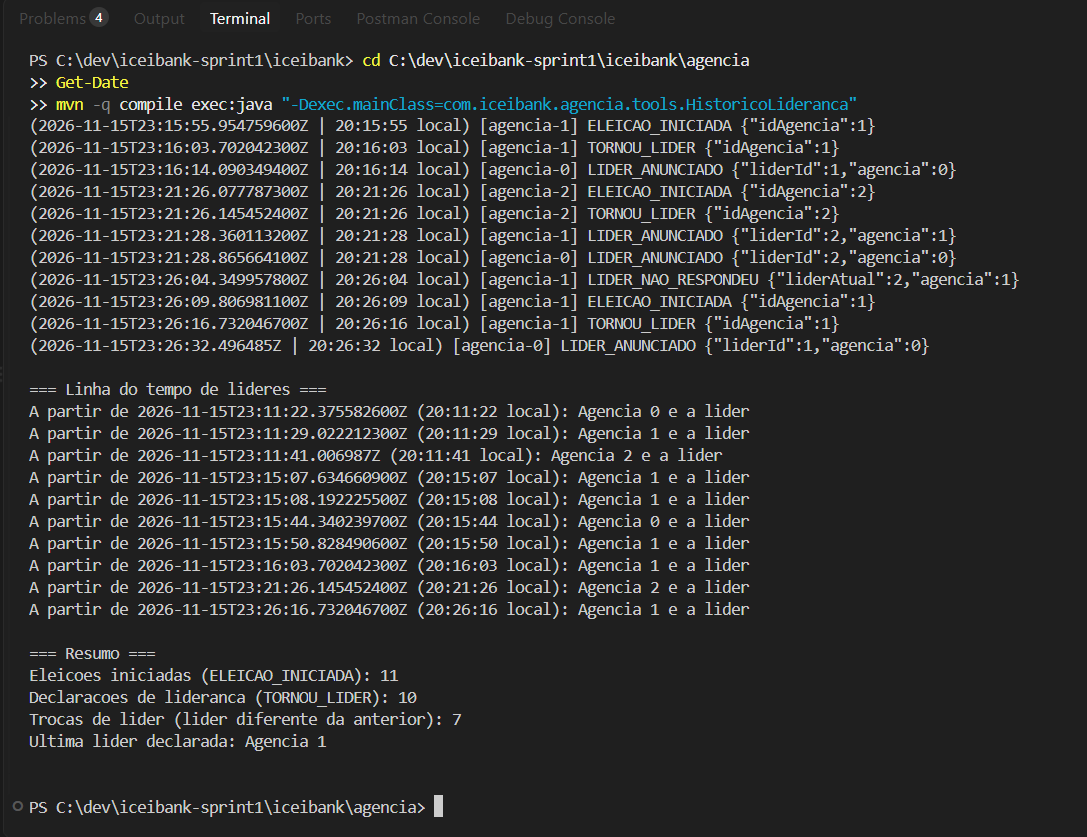 Problems 4 Output Terminal Ports Postman Console Debug Console
PS C:\dev\iceibank-sprint1\iceibank> cd C:\dev\iceibank-sprint1\iceibank\agencia
>> Get-Date
>> mvn -q compile exec:java "-Dexec.mainClass=com.iceibank.agencia.tools.HistoricoLideranca"
(2026-11-15T23:15:55.954759600Z | 20:15:55 local) [agencia-1] ELEICAO_INICIADA {"idAgencia":1}
(2026-11-15T23:16:03.702042300Z | 20:16:03 local) [agencia-1] TORNOU_LIDER {"idAgencia":1}
(2026-11-15T23:16:14.090349400Z | 20:16:14 local) [agencia-0] LIDER_ANUNCIADO {"liderId":1,"agencia":0}
(2026-11-15T23:21:26.077787300Z | 20:21:26 local) [agencia-2] ELEICAO_INICIADA {"idAgencia":2}
(2026-11-15T23:21:26.145452400Z | 20:21:26 local) [agencia-2] TORNOU_LIDER {"idAgencia":2}
(2026-11-15T23:21:28.360113200Z | 20:21:28 local) [agencia-1] LIDER_ANUNCIADO {"liderId":2,"agencia":1}
(2026-11-15T23:21:28.865664100Z | 20:21:28 local) [agencia-0] LIDER_ANUNCIADO {"liderId":2,"agencia":0}
(2026-11-15T23:26:04.349957800Z | 20:26:04 local) [agencia-1] LIDER_NAO_RESPONDEU {"liderAtual":2,"agencia":1}
(2026-11-15T23:26:09.806981100Z | 20:26:09 local) [agencia-1] ELEICAO_INICIADA {"idAgencia":1}
(2026-11-15T23:26:16.732046700Z | 20:26:16 local) [agencia-1] TORNOU_LIDER {"idAgencia":1}
(2026-11-15T23:26:32.496485Z | 20:26:32 local) [agencia-0] LIDER_ANUNCIADO {"liderId":1,"agencia":0}
=== Linha do tempo de lideres ===
A partir de 2026-11-15T23:11:22.375582600Z (20:11:22 local): Agencia 0 e a lider
A partir de 2026-11-15T23:11:29.022212300Z (20:11:29 local): Agencia 1 e a lider
A partir de 2026-11-15T23:11:41.006987Z (20:11:41 local): Agencia 2 e a lider
A partir de 2026-11-15T23:15:07.634660900Z (20:15:07 local): Agencia 1 e a lider
A partir de 2026-11-15T23:15:08.192225500Z (20:15:08 local): Agencia 1 e a lider
A partir de 2026-11-15T23:15:44.340239700Z (20:15:44 local): Agencia 0 e a lider
A partir de 2026-11-15T23:15:50.828490600Z (20:15:50 local): Agencia 1 e a lider
A partir de 2026-11-15T23:16:03.702042300Z (20:16:03 local): Agencia 1 e a lider
A partir de 2026-11-15T23:21:26.145452400Z (20:21:26 local): Agencia 2 e a lider
A partir de 2026-11-15T23:26:16.732046700Z (20:26:16 local): Agencia 1 e a lider
=== Resumo ===
Eleicoes iniciadas (ELEICAO_INICIADA): 11
Declaracoes de lideranca (TORNOU_LIDER): 10
Trocas de lider (lider diferente da anterior): 7
Ultima lider declarada: Agencia 1
PS C:\dev\iceibank-sprint1\iceibank\agencia>